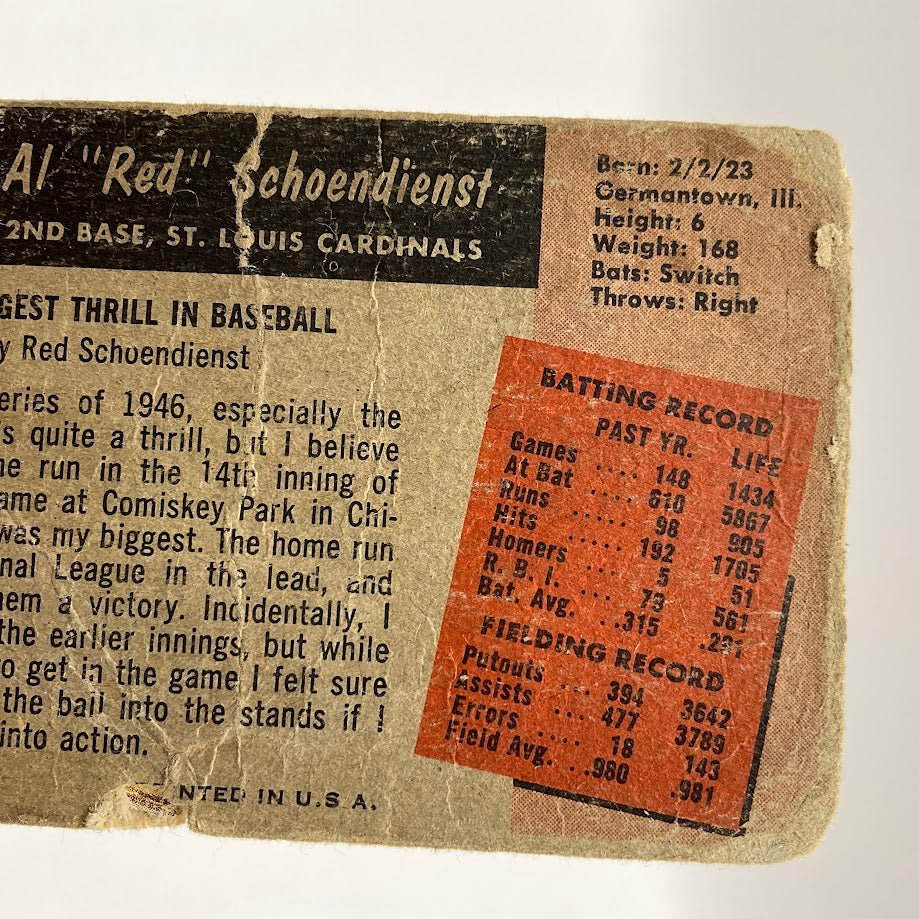 Al "Red" Schoendienst
2ND BASE, ST. LOUIS CARDINALS
GEST THRILL IN BASEBALL
y Red Schoendienst
eries of 1946, especially the
s quite a thrill, but I believe
ne run in the 14th inning of
ame at Comiskey Park in Chi-
was my biggest. The home run
nal League in the lead, and
hem a victory. Incidentally, I
the earlier innings, but while
o get in the game I felt sure
the ball into the stands if I
into action.
NTED IN U.S.A.
Born: 2/2/23
Germantown, Ill.
Height: 6
Weight: 168
Bats: Switch
Throws: Right
BATTING RECORD
PAST YR. LIFE
Games .... 148 1434
At Bat .... 610 5867
Runs ..... 96 905
Hits ..... 192 1705
Homers ... 5 51
R. B. I. ... 79 561
Bat. Avg. ..315 .291
FIELDING RECORD
Putouts ... 394 3642
Assists ... 477 3789
Errors .... 18 143
Field Avg. ..980 .981